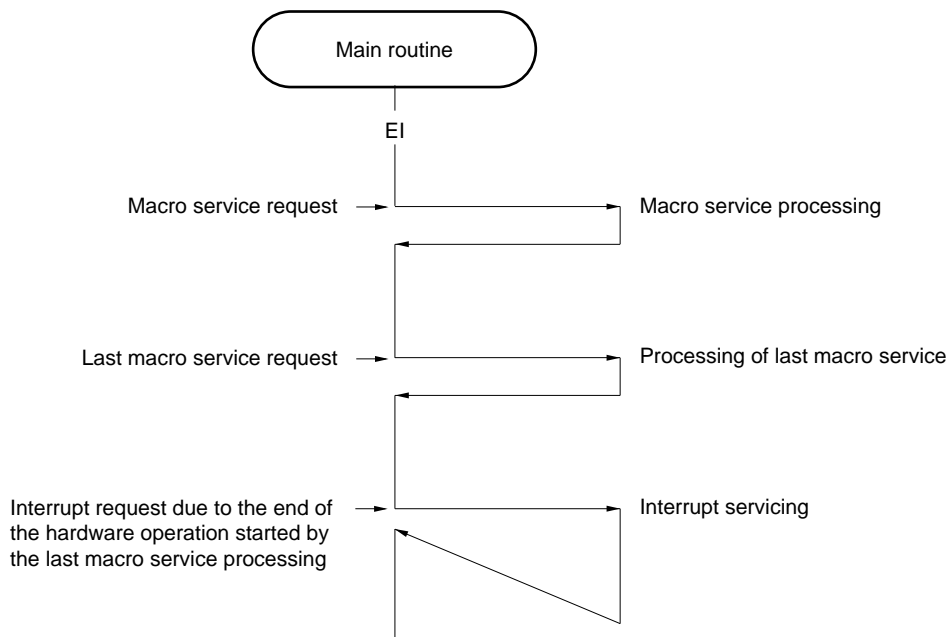 Main routine
EI
Macro service request
Macro service processing
Last macro service request
Processing of last macro service
Interrupt request due to the end of
the hardware operation started by
the last macro service processing
Interrupt servicing